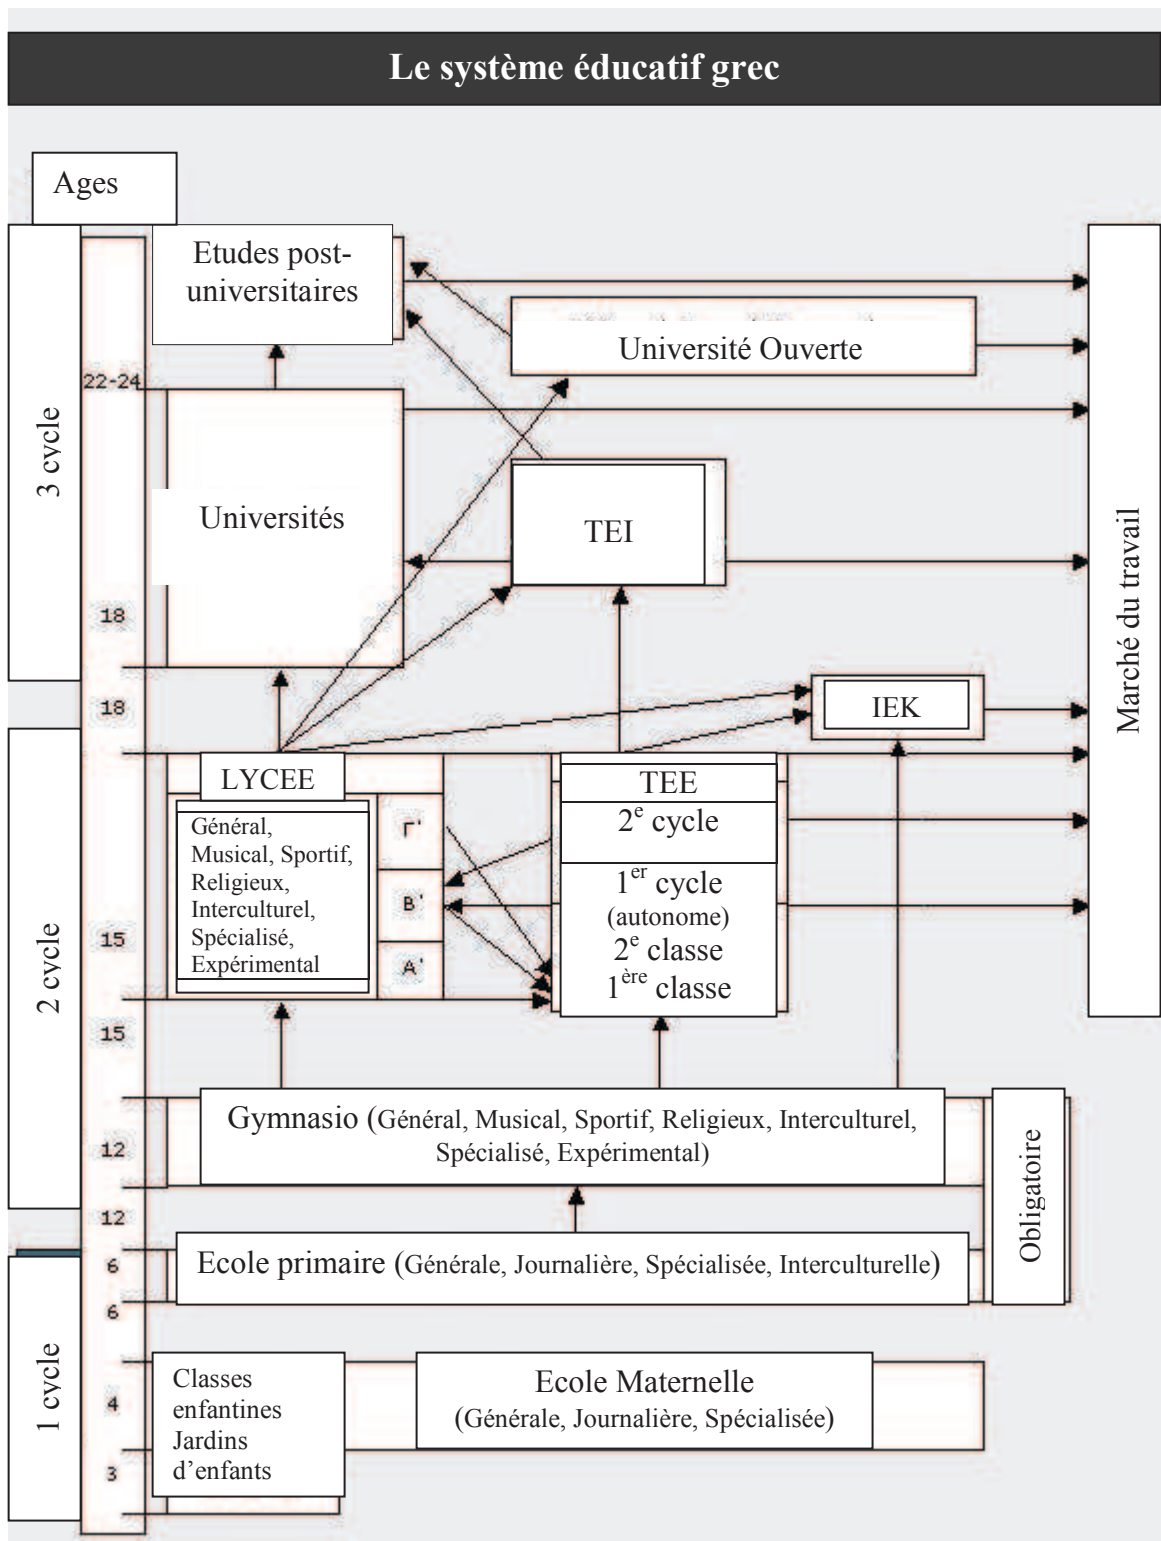 Le système éducatif grec
Ages
3 cycle
Etudes post-
universitaires
Université Ouverte
22-24
Universités
TEI
18
Marché du travail
18
IEK
2 cycle
LYCEE
Général,
Musical, Sportif,
Religieux,
Interculturel,
Spécialisé,
Expérimental
Γ'
Β'
Α'
TEE
2e cycle
1er cycle
(autonome)
2e classe
1ère classe
15
15
Gymnasio (Général, Musical, Sportif, Religieux, Interculturel,
Spécialisé, Expérimental)
12
Obligatoire
12
Ecole primaire (Générale, Journalière, Spécialisée, Interculturelle)
6
6
1 cycle
Classes
enfantines
Jardins
d’enfants
Ecole Maternelle
(Générale, Journalière, Spécialisée)
4
3